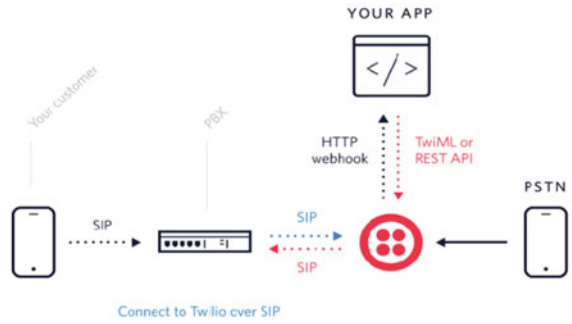 YOUR APP
</>
Your customer
PBX
HTTP
webhook
TwiML or
REST API
PSTN
SIP
SIP
SIP
Connect to Twilio over SIP